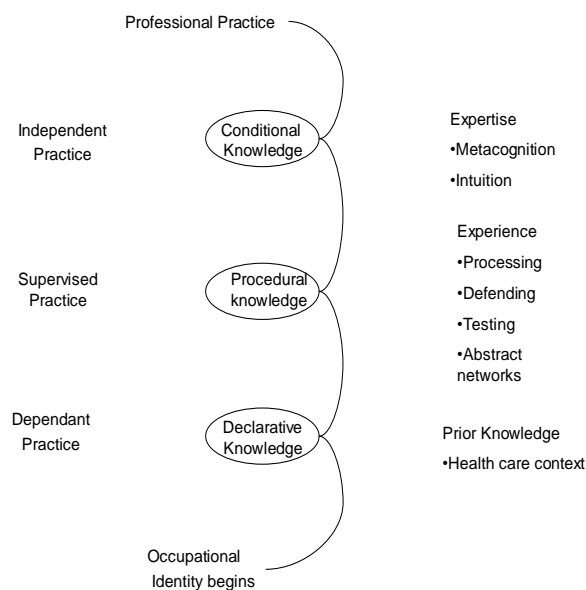 Professional Practice
Independent
Practice
Conditional
Knowledge
Expertise
•Metacognition
•Intuition
Supervised
Practice
Procedural
knowledge
Experience
•Processing
•Defending
•Testing
•Abstract
networks
Dependant
Practice
Declarative
Knowledge
Prior Knowledge
•Health care context
Occupational
Identity begins